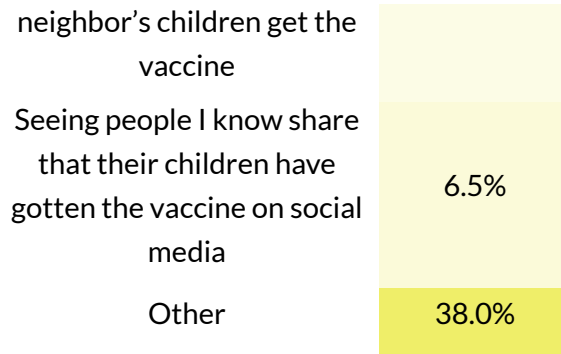 neighbor’s children get the
vaccine
Seeing people I know share
that their children have
gotten the vaccine on social
media
6.5%
Other
38.0%